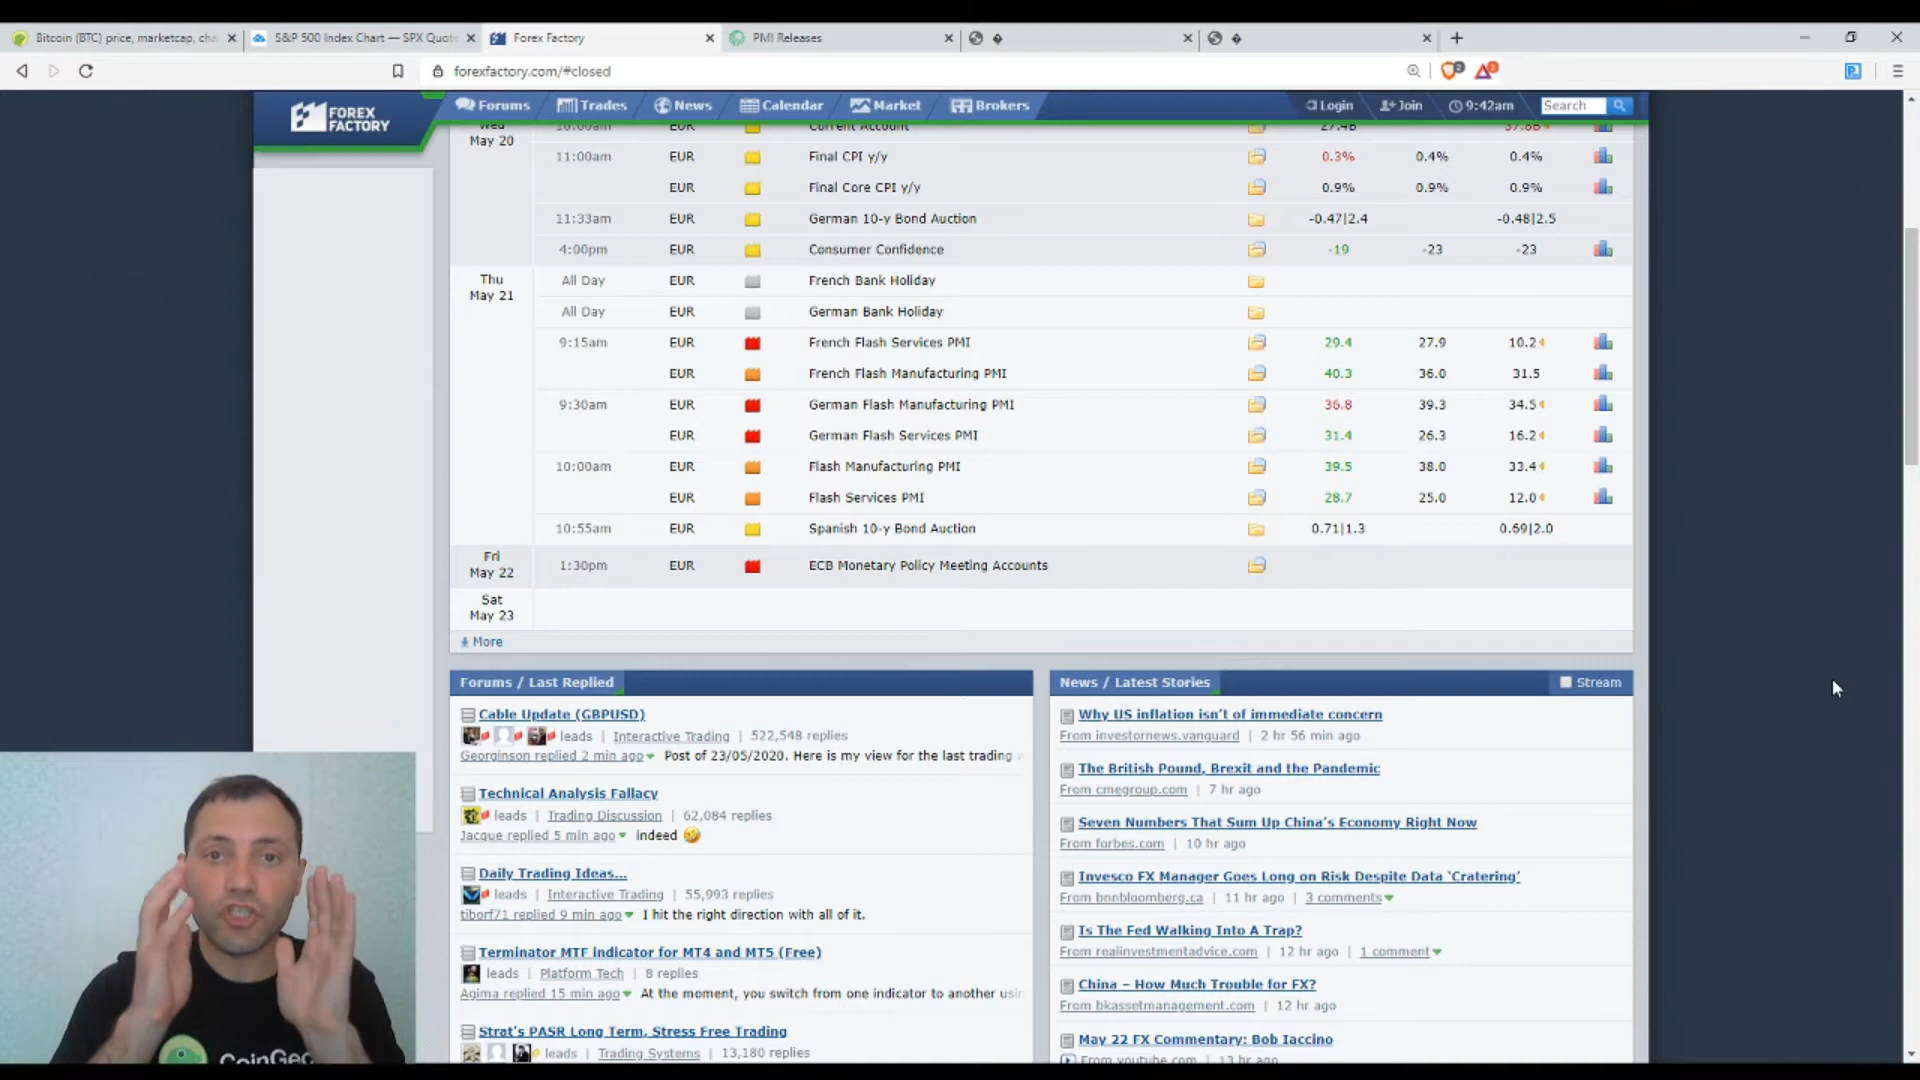 Bitcoin (BTC) price, marketcap, cha
S&P 500 Index Chart — SPX Quot
Forex Factory
PMI Releases
forexfactory.com/#closed
FOREX FACTORY
Forums
Trades
News
Calendar
Market
Brokers
Login
Join
9:42am
Search
Wed May 20
10:00am EUR Current Account 27.4B
11:00am EUR Final CPI y/y 0.3% 0.4% 0.4%
EUR Final Core CPI y/y 0.9% 0.9% 0.9%
11:33am EUR German 10-y Bond Auction -0.47|2.4 -0.48|2.5
4:00pm EUR Consumer Confidence -19 -23 -23
Thu May 21
All Day EUR French Bank Holiday
All Day EUR German Bank Holiday
9:15am EUR French Flash Services PMI 29.4 27.9 10.2
EUR French Flash Manufacturing PMI 40.3 36.0 31.5
9:30am EUR German Flash Manufacturing PMI 36.8 39.3 34.5
EUR German Flash Services PMI 31.4 26.3 16.2
10:00am EUR Flash Manufacturing PMI 39.5 38.0 33.4
EUR Flash Services PMI 28.7 25.0 12.0
10:55am EUR Spanish 10-y Bond Auction 0.71|1.3 0.69|2.0
Fri May 22
1:30pm EUR ECB Monetary Policy Meeting Accounts
Sat May 23
More
Forums / Last Replied
Cable Update (GBPUSD)
leads | Interactive Trading | 522,548 replies
Georginson replied 2 min ago Post of 23/05/2020. Here is my view for the last trading
Technical Analysis Fallacy
leads | Trading Discussion | 62,084 replies
Jacque replied 5 min ago indeed
Daily Trading Ideas...
leads | Interactive Trading | 55,993 replies
tiborf71 replied 9 min ago I hit the right direction with all of it.
Terminator MTF indicator for MT4 and MT5 (Free)
leads | Platform Tech | 8 replies
Agima replied 15 min ago At the moment, you switch from one indicator to another usi
Strat's PASR Long Term, Stress Free Trading
leads | Trading Systems | 13,180 replies
News / Latest Stories
Stream
Why US inflation isn't of immediate concern
From investornews.vanguard | 2 hr 56 min ago
The British Pound, Brexit and the Pandemic
From cmegroup.com | 7 hr ago
Seven Numbers That Sum Up China's Economy Right Now
From forbes.com | 10 hr ago
Invesco FX Manager Goes Long on Risk Despite Data 'Cratering'
From bnnbloomberg.ca | 11 hr ago | 3 comments
Is The Fed Walking Into A Trap?
From realinvestmentadvice.com | 12 hr ago | 1 comment
China – How Much Trouble for FX?
From bkassetmanagement.com | 12 hr ago
May 22 FX Commentary: Bob Iaccino
From youtube.com | 13 hr ago
CoinGec